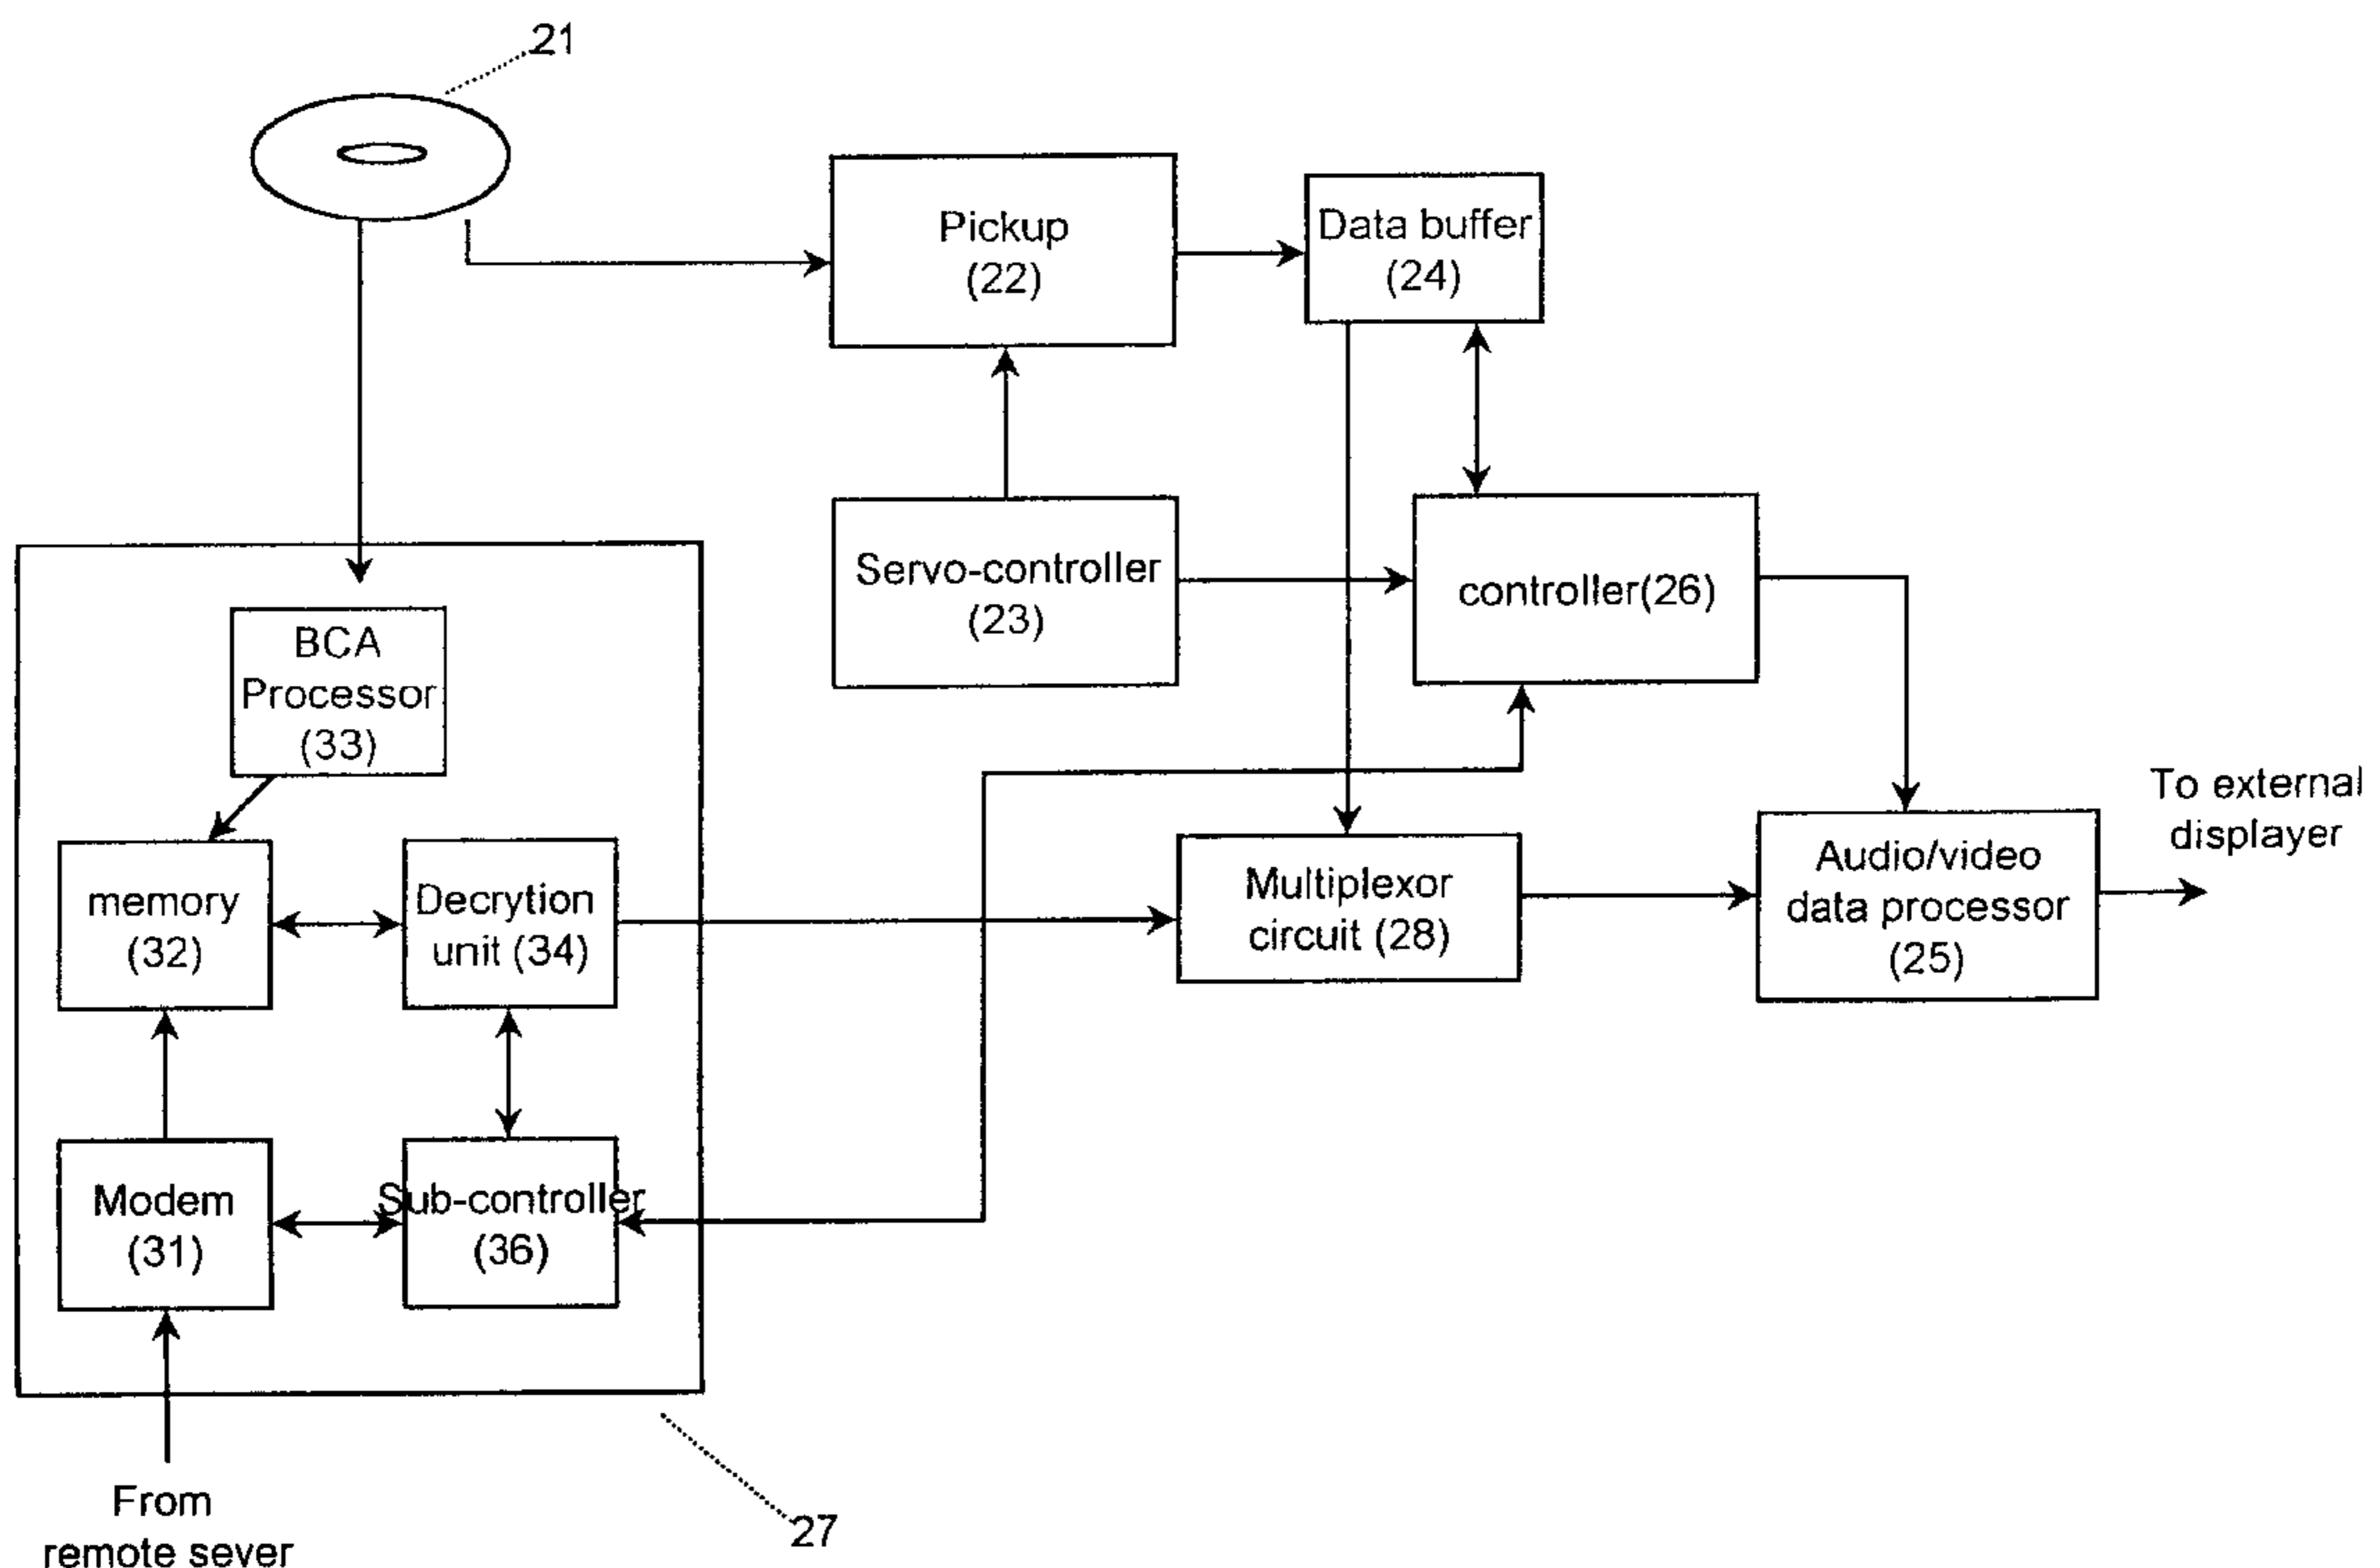 21
Pickup
(22)
Data buffer
(24)
Servo-controller
(23)
controller(26)
BCA
Processor
(33)
To external
displayer
memory
(32)
Decrytion
unit (34)
Multiplexor
circuit (28)
Audio/video
data processor
(25)
Modem
(31)
Sub-controller
(36)
From
remote sever
27